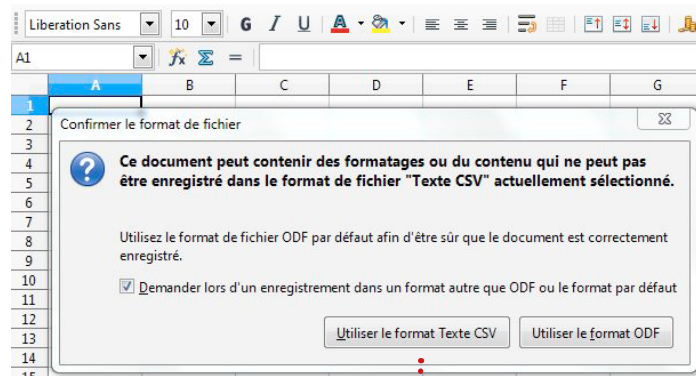 Liberation Sans 10 G I U A
A1 fx Σ =
A B C D E F G
1
2
3
4
5
6
7
8
9
10
11
12
13
14
15
Confirmer le format de fichier
Ce document peut contenir des formatages ou du contenu qui ne peut pas
être enregistré dans le format de fichier "Texte CSV" actuellement sélectionné.
Utilisez le format de fichier ODF par défaut afin d'être sûr que le document est correctement
enregistré.
Demander lors d'un enregistrement dans un format autre que ODF ou le format par défaut
Utiliser le format Texte CSV Utiliser le format ODF